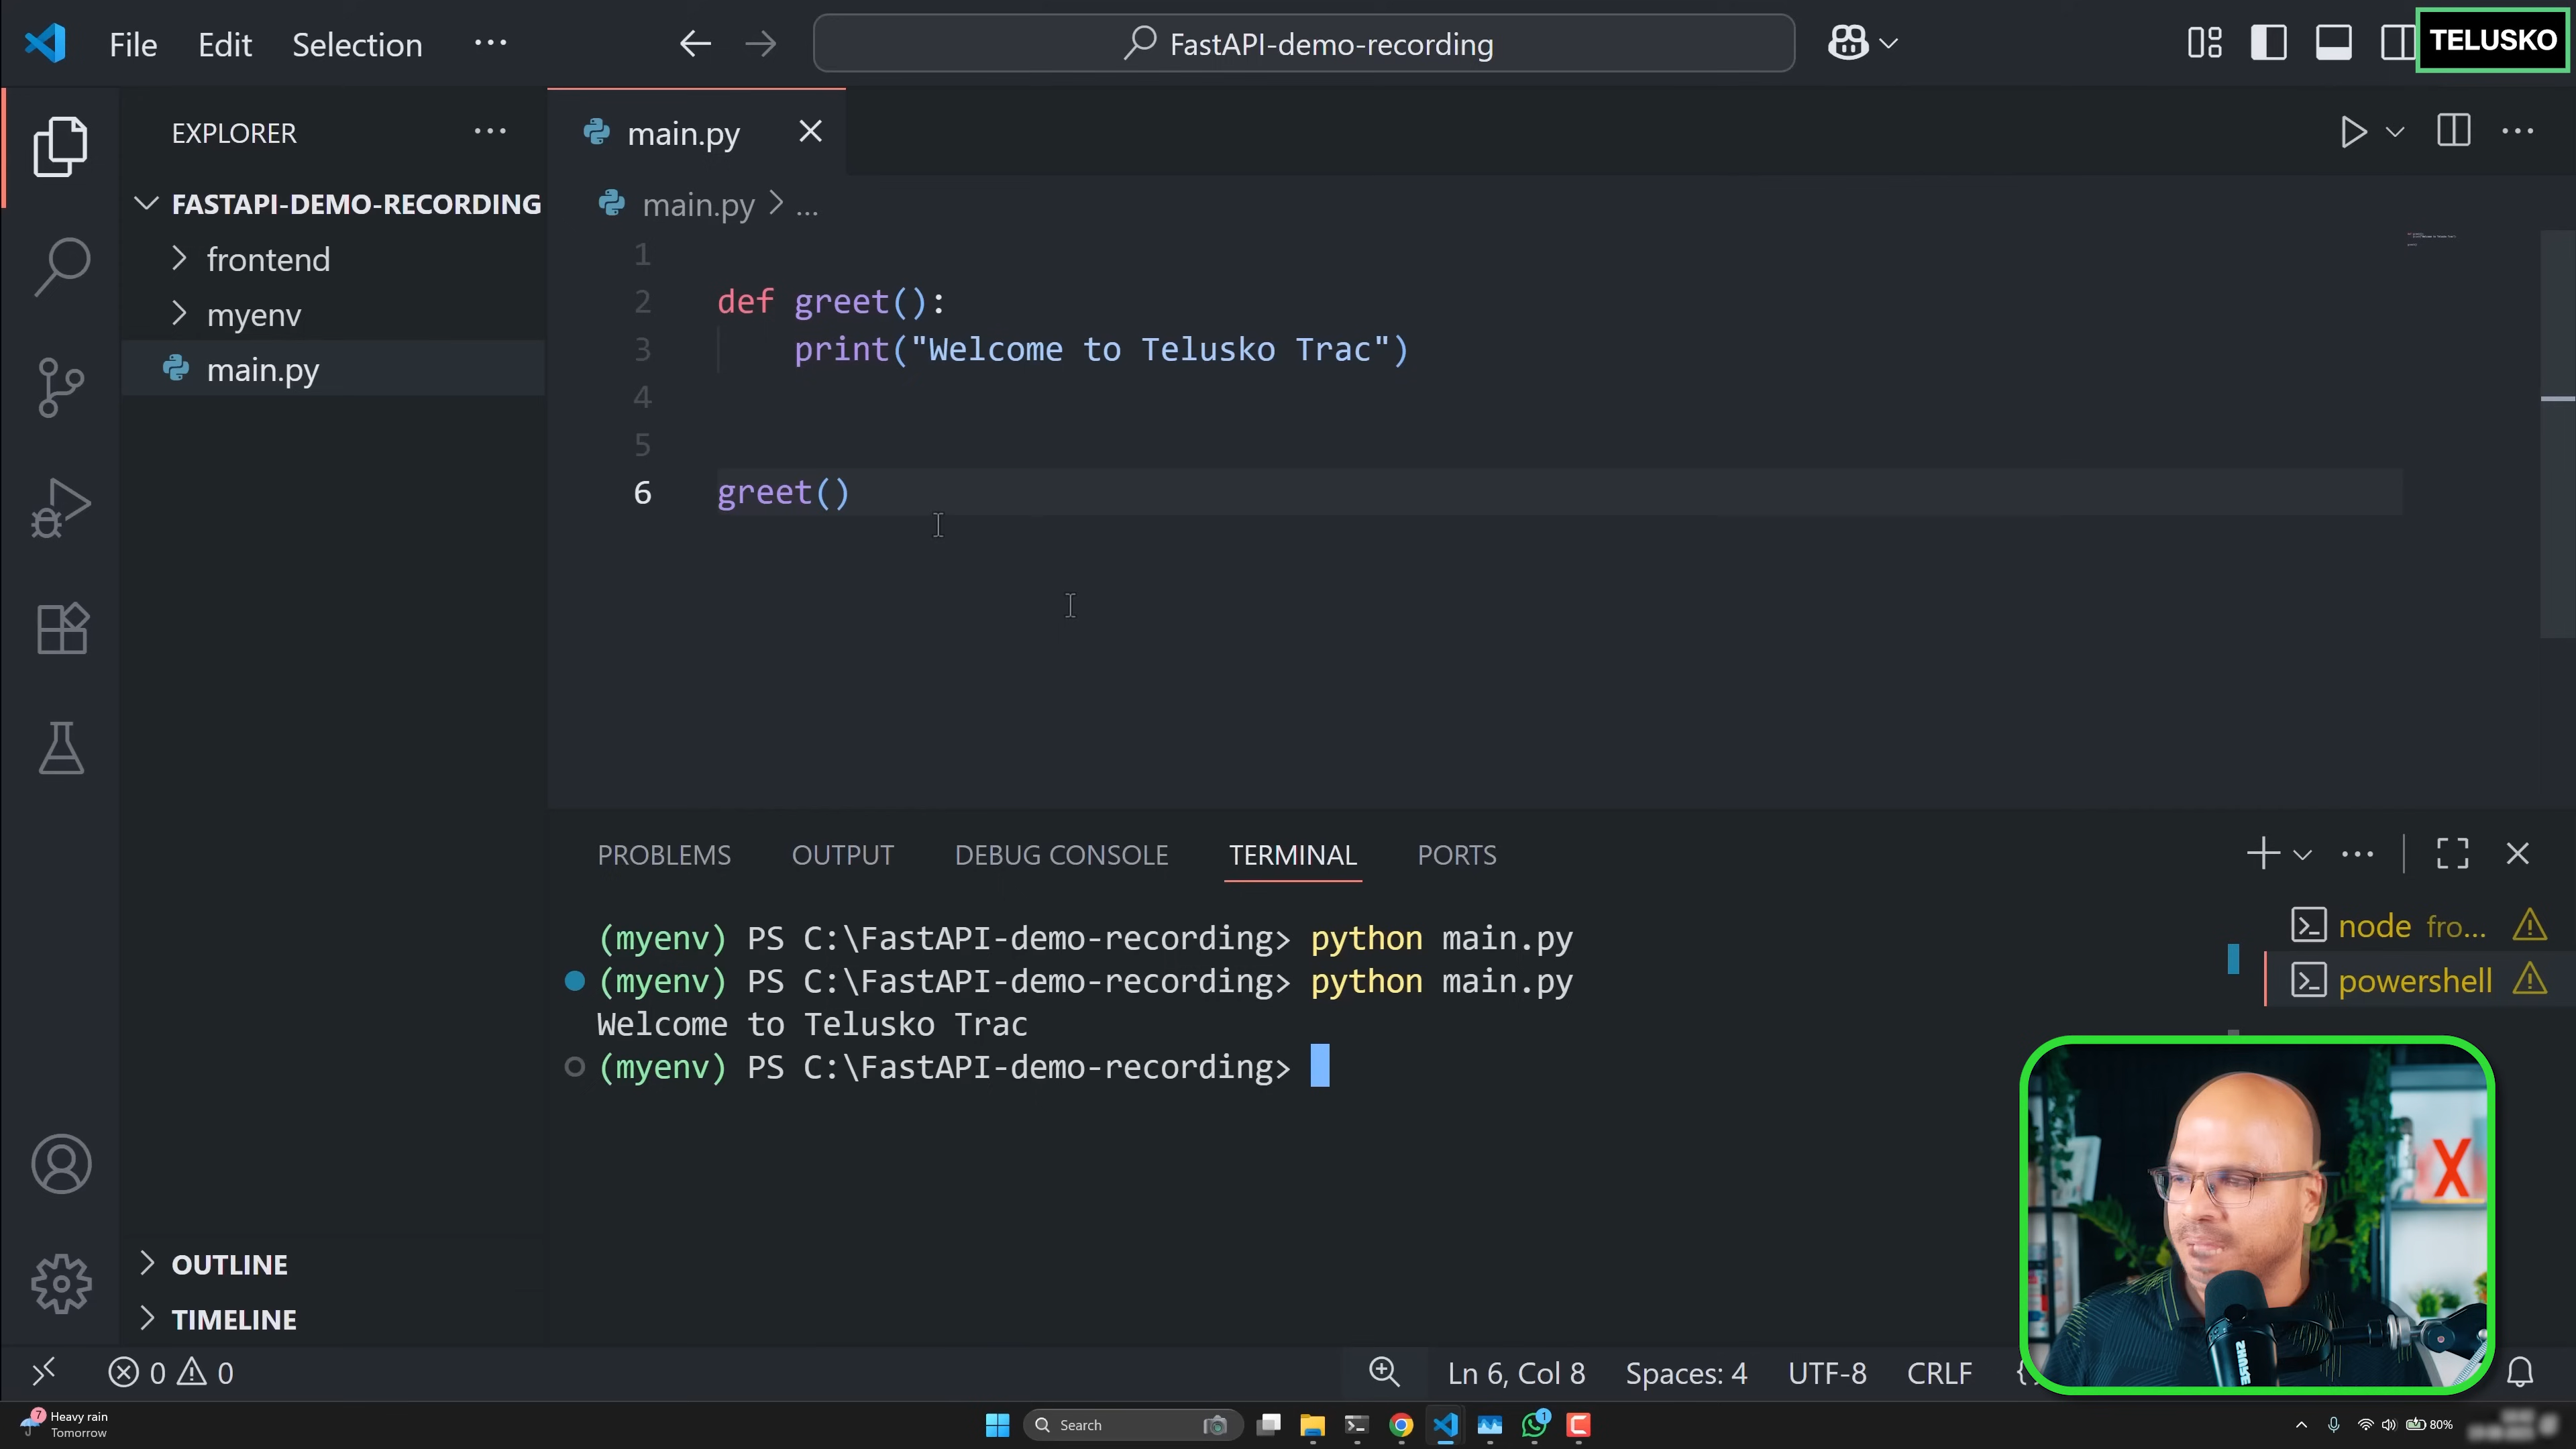 File Edit Selection ...
FastAPI-demo-recording
TELUSKO
EXPLORER
main.py
FASTAPI-DEMO-RECORDING
frontend
myenv
main.py
main.py > ...
1
2 def greet():
3 print("Welcome to Telusko Trac")
4
5
6 greet()
PROBLEMS OUTPUT DEBUG CONSOLE TERMINAL PORTS
(myenv) PS C:\FastAPI-demo-recording> python main.py
(myenv) PS C:\FastAPI-demo-recording> python main.py
Welcome to Telusko Trac
(myenv) PS C:\FastAPI-demo-recording>
node fro...
powershell
X
SHURE
OUTLINE
TIMELINE
0 0
Ln 6, Col 8 Spaces: 4 UTF-8 CRLF {
7
Heavy rain
Tomorrow
Search
1
80%